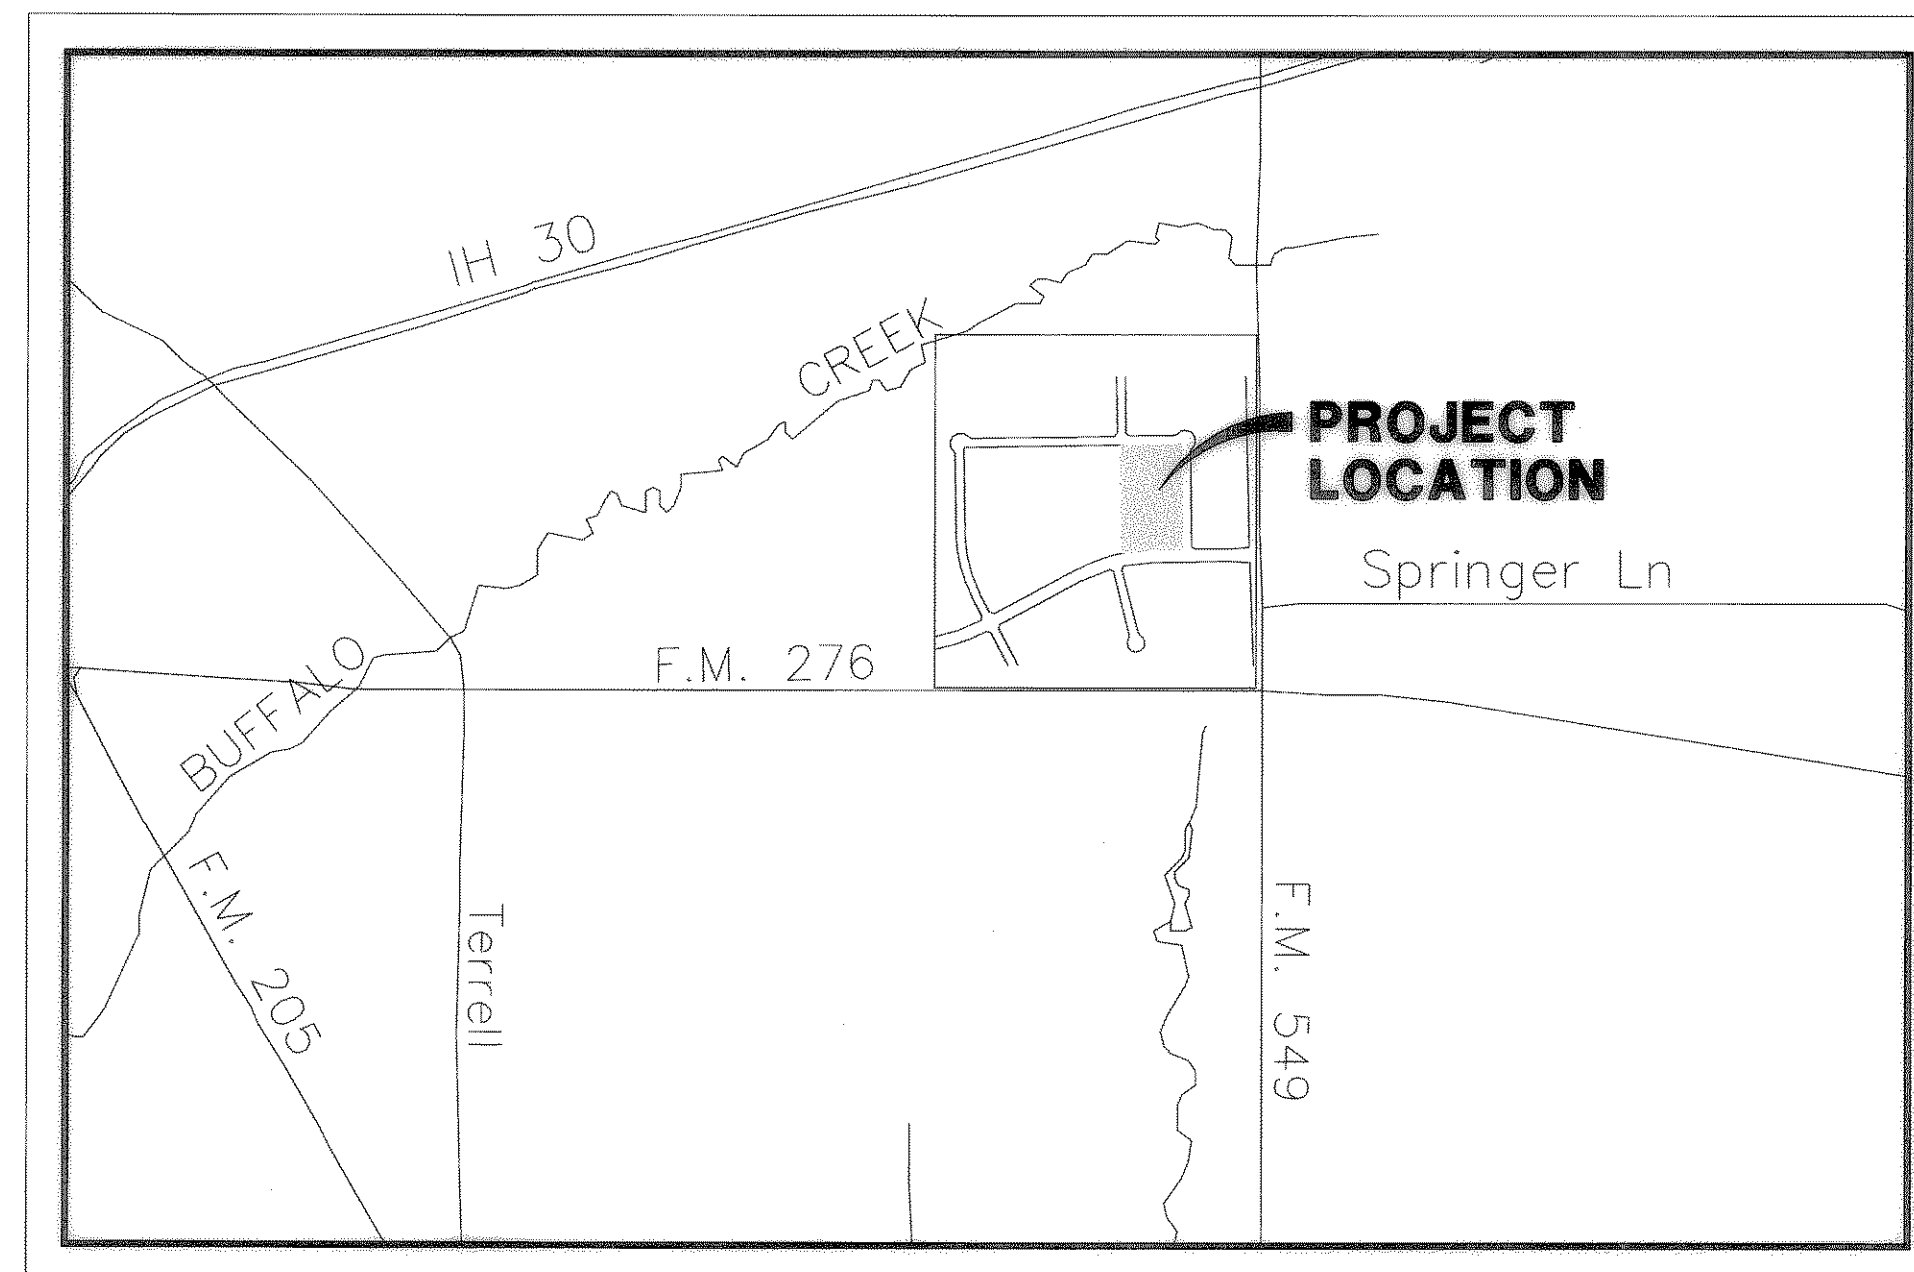 IH 30
CREEK
PROJECT
LOCATION
Springer Ln
F.M. 276
BUFFALO
F.M. 205
Terrell
F.M. 549